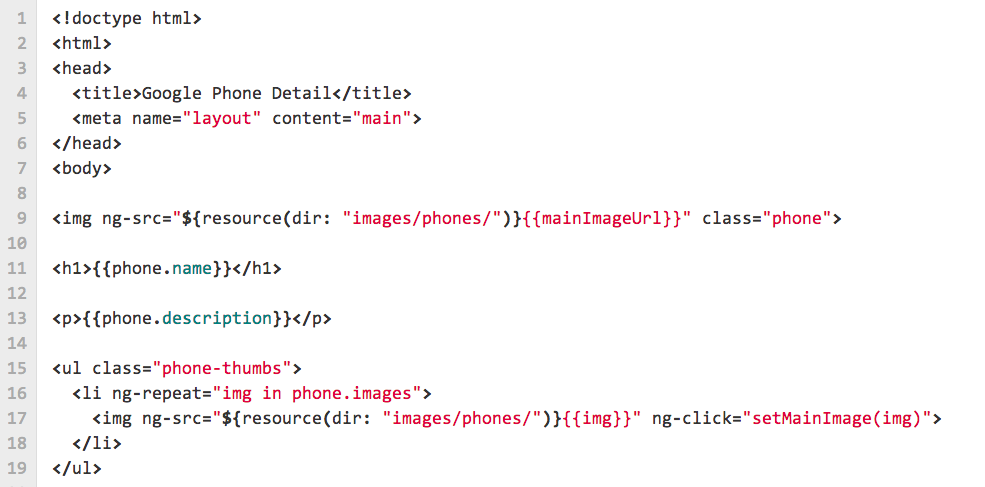 1 <!doctype html>
2 <html>
3 <head>
4   <title>Google Phone Detail</title>
5   <meta name="layout" content="main">
6 </head>
7 <body>
8
9 <img ng-src="${resource(dir: "images/phones/")}{{mainImageUrl}}" class="phone">
10
11 <h1>{{phone.name}}</h1>
12
13 <p>{{phone.description}}</p>
14
15 <ul class="phone-thumbs">
16   <li ng-repeat="img in phone.images">
17     <img ng-src="${resource(dir: "images/phones/")}{{img}}" ng-click="setMainImage(img)">
18   </li>
19 </ul>